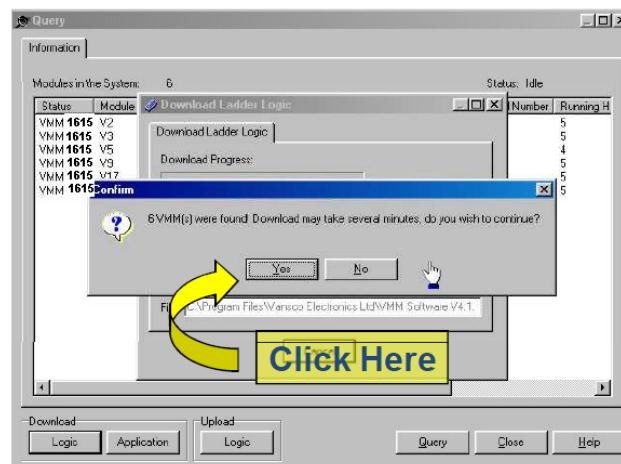 Query
Information
Modules in the System: 6 Status: Idle
Status Module Number Running H
VMM 1615 V2 5
VMM 1615 V3 5
VMM 1615 V5 4
VMM 1615 V9 5
VMM 1615 V17 5
VMM 1615 5
Download Ladder Logic
Download Ladder Logic
Download Progress:
Confirm
6 VMM(s) were found! Download may take several minutes, do you wish to continue?
Yes No
C:\Program Files\Vansco Electronics Ltd\VMM Software V4.1.
Click Here
Download Upload
Logic Application Logic Query Close Help